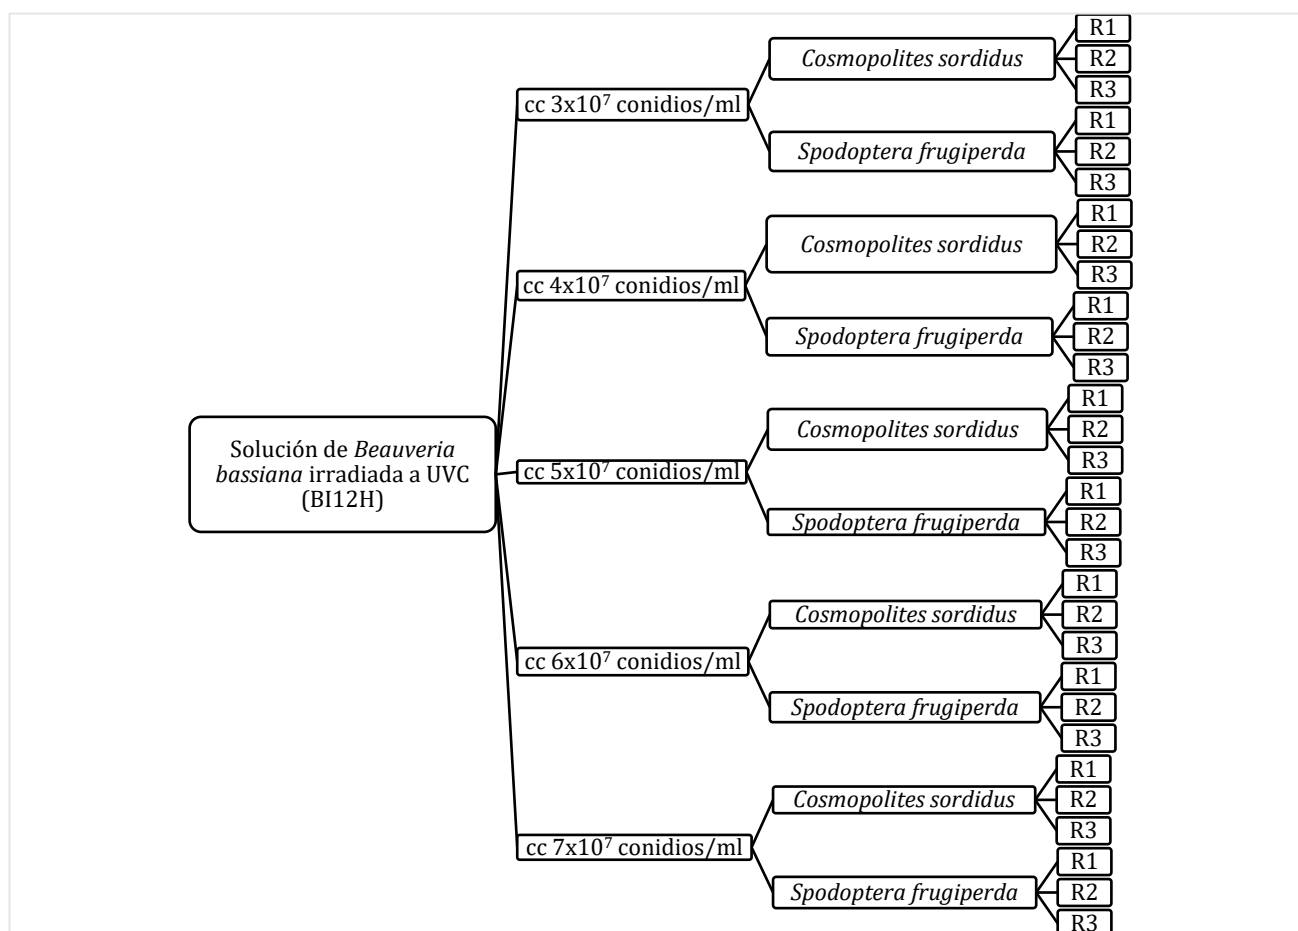 Solución de Beauveria
bassiana irradiada a UVC
(BI12H)
cc 3x10⁷ conidios/ml
Cosmopolites sordidus
R1
R2
R3
Spodoptera frugiperda
R1
R2
R3
cc 4x10⁷ conidios/ml
Cosmopolites sordidus
R1
R2
R3
Spodoptera frugiperda
R1
R2
R3
cc 5x10⁷ conidios/ml
Cosmopolites sordidus
R1
R2
R3
Spodoptera frugiperda
R1
R2
R3
cc 6x10⁷ conidios/ml
Cosmopolites sordidus
R1
R2
R3
Spodoptera frugiperda
R1
R2
R3
cc 7x10⁷ conidios/ml
Cosmopolites sordidus
R1
R2
R3
Spodoptera frugiperda
R1
R2
R3